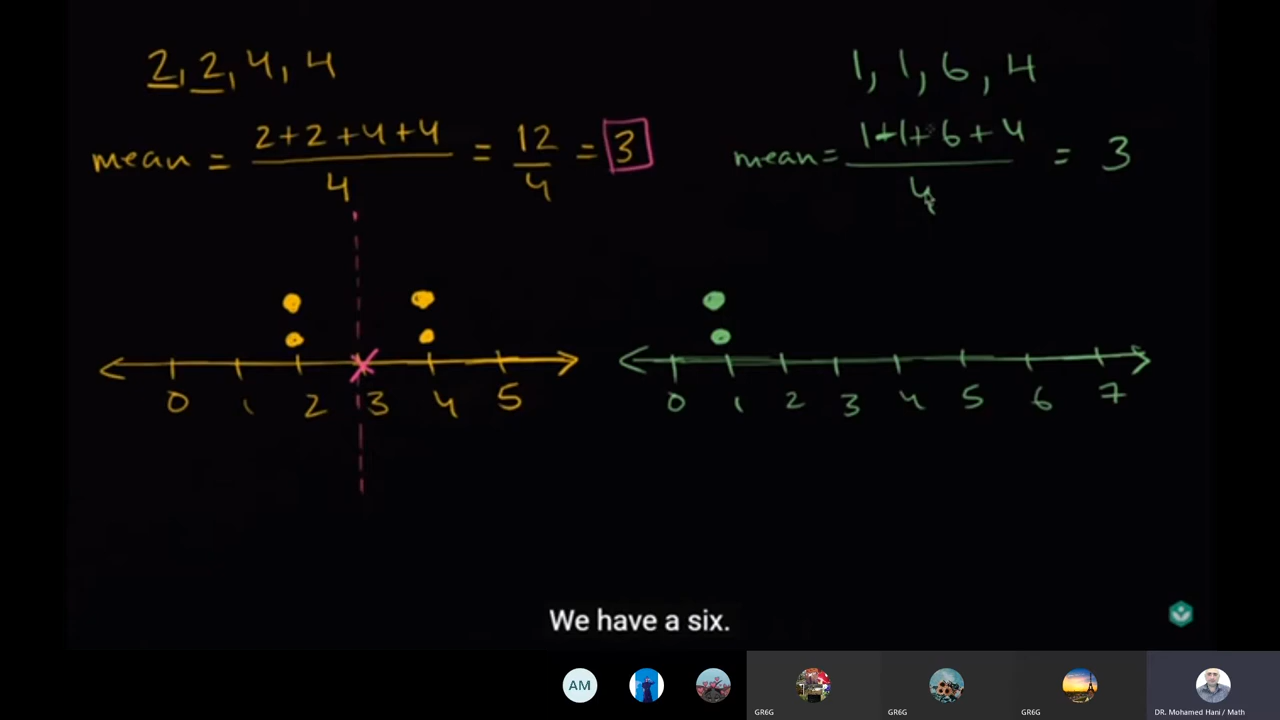 2, 2, 4, 4
1, 1, 6, 4
mean = 2+2+4+4 / 4 = 12 / 4 = 3
mean = 1+1+6+4 / 4 = 3
0 1 2 3 4 5
0 1 2 3 4 5 6 7
We have a six.
AM
GR6G
GR6G
GR6G
DR. Mohamed Hani / Math